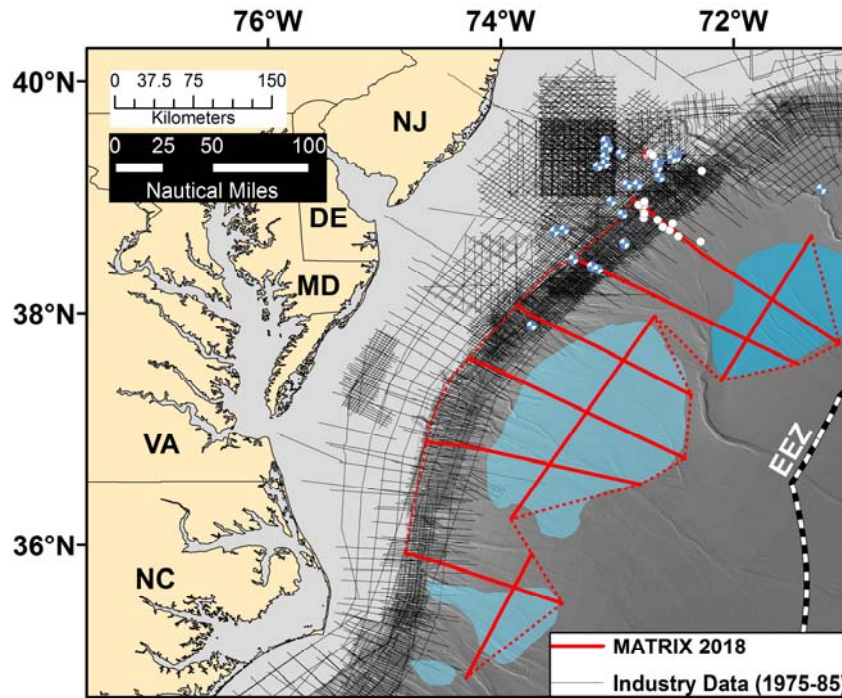 76°W 74°W 72°W
40°N
38°N
36°N
0 37.5 75 150
Kilometers
0 25 50 100
Nautical Miles
NJ
DE
MD
VA
NC
EEZ
MATRIX 2018
Industry Data (1975-85)